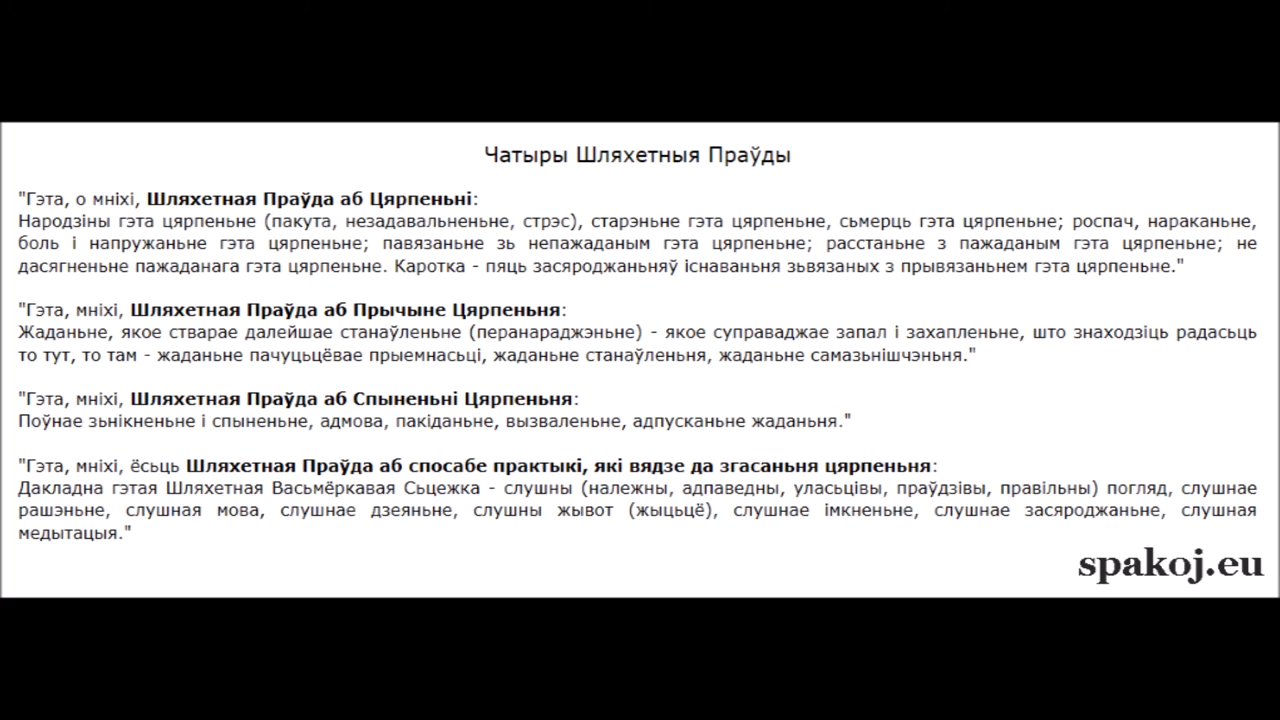 Чатыры Шляхетныя Праўды
"Гэта, о мніхі, Шляхетная Праўда аб Цярпеньні:
Народзіны гэта цярпеньне (пакута, незадавальненьне, стрэс), старэньне гэта цярпеньне, сьмерць гэта цярпеньне; роспач, нараканьне,
боль і напружаньне гэта цярпеньне; павязаньне зь непажаданым гэта цярпеньне; расстаньне з пажаданым гэта цярпеньне; не
дасягненьне пажаданага гэта цярпеньне. Каротка - пяць засяроджаньняў існаваньня зьвязаных з прывязаньнем гэта цярпеньне."
"Гэта, мніхі, Шляхетная Праўда аб Прычыне Цярпеньня:
Жаданьне, якое стварае далейшае станаўленьне (перанараджэньне) - якое суправаджае запал і захапленьне, што знаходзіць радасьць
то тут, то там - жаданьне пачуцьцёвае прыемнасьці, жаданьне станаўленьня, жаданьне самазьнішчэньня."
"Гэта, мніхі, Шляхетная Праўда аб Спыненьні Цярпеньня:
Поўнае зьнікненьне і спыненьне, адмова, пакіданьне, вызваленьне, адпусканьне жаданьня."
"Гэта, мніхі, ёсьць Шляхетная Праўда аб спосабе практыкі, які вядзе да згасаньня цярпеньня:
Дакладна гэтая Шляхетная Васьмёркавая Сьцежка - слушны (належны, адпаведны, уласьцівы, праўдзівы, правільны) погляд, слушнае
рашэньне, слушная мова, слушнае дзеяньне, слушны жывот (жыцьцё), слушнае імкненьне, слушнае засяроджаньне, слушная
медытацыя."
spakoj.eu